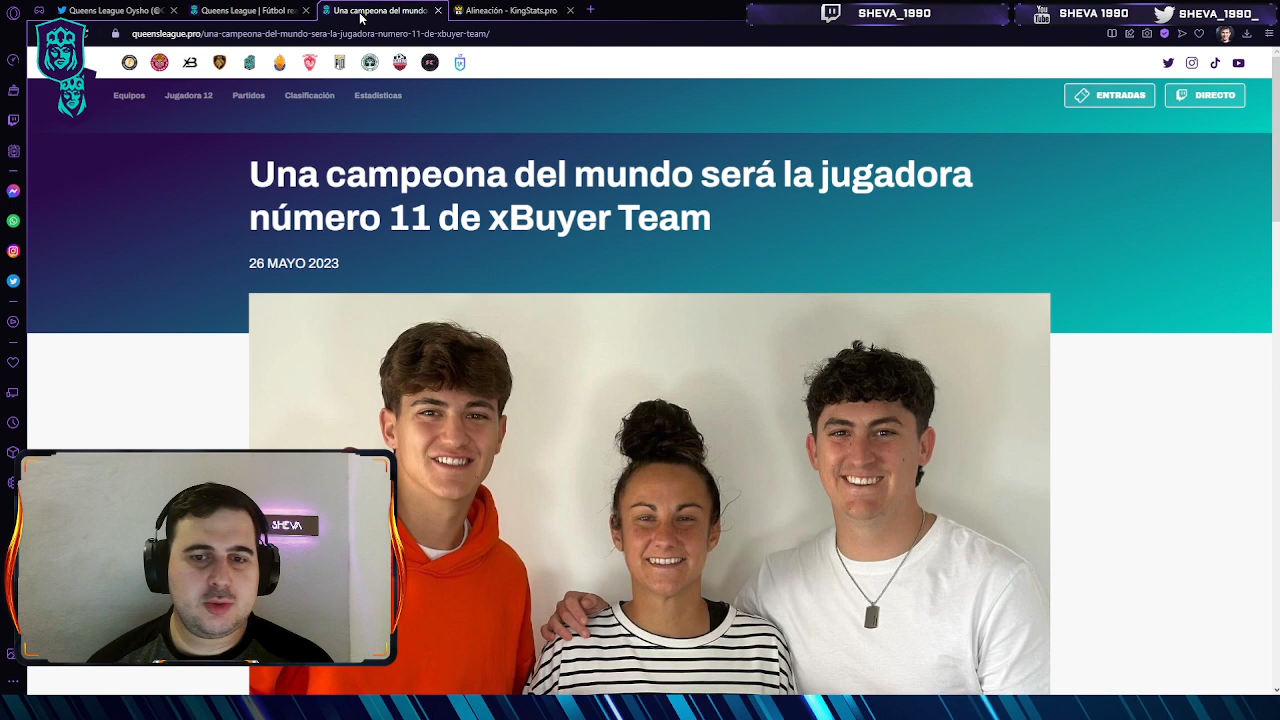 Queens League Oysho (@K
Queens League | Fútbol re
Una campeona del mundo
Alineación - KingStats.pro
SHEVA_1990
SHEVA 1990
SHEVA_1990_
queensleague.pro/una-campeona-del-mundo-sera-la-jugadora-numero-11-de-xbuyer-team/
Equipos
Jugadora 12
Partidos
Clasificación
Estadísticas
ENTRADAS
DIRECTO
Una campeona del mundo será la jugadora
número 11 de xBuyer Team
26 MAYO 2023
SHEVA